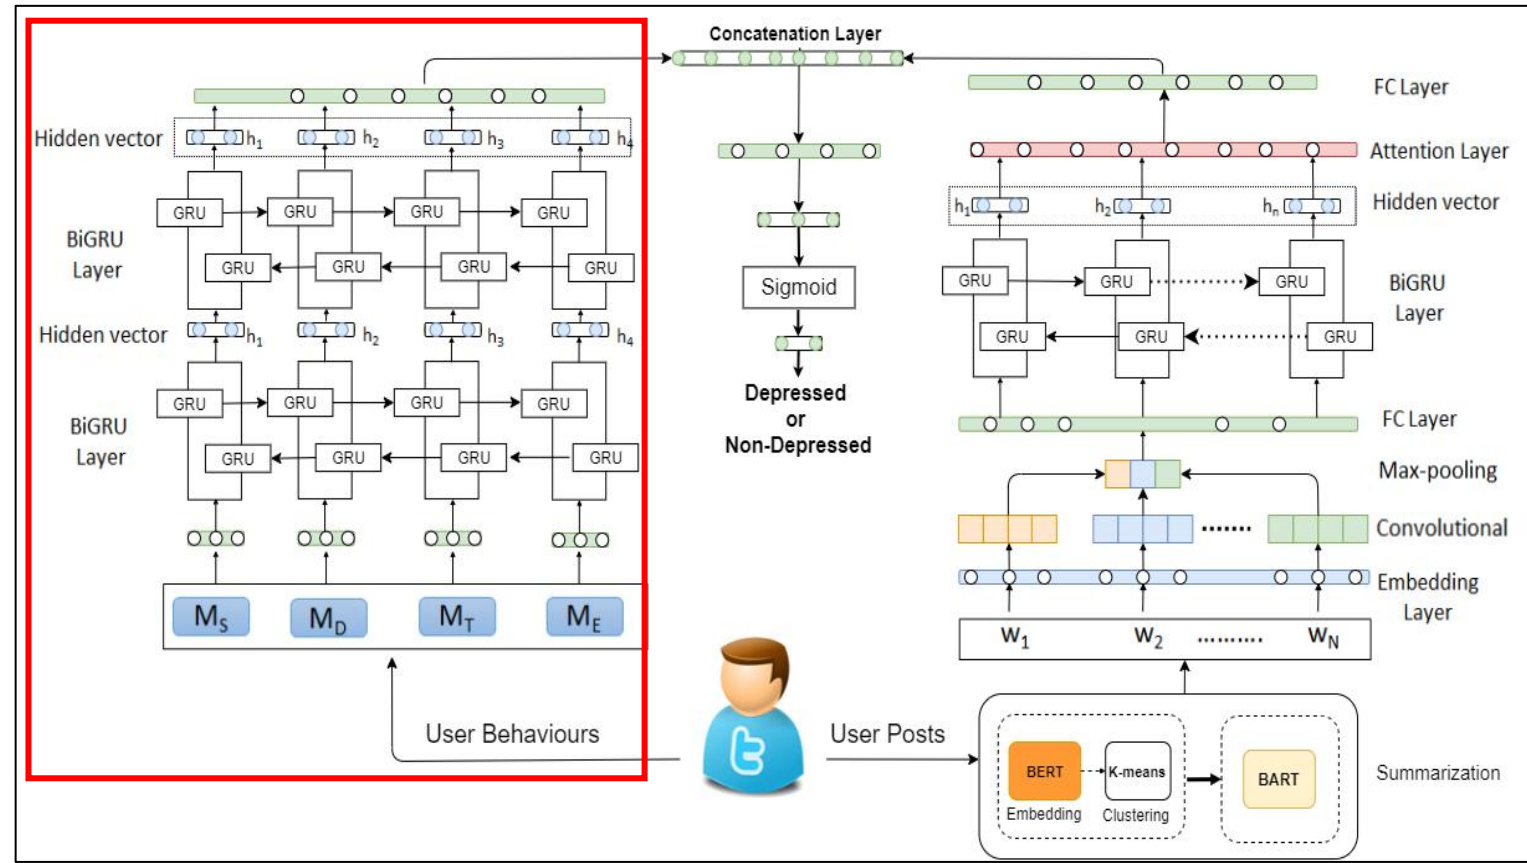 Concatenation Layer
Hidden vector
h1
h2
h3
h4
GRU
GRU
GRU
GRU
BiGRU
Layer
GRU
GRU
GRU
GRU
Hidden vector
h1
h2
h3
h4
GRU
GRU
GRU
GRU
BiGRU
Layer
GRU
GRU
GRU
GRU
MS
MD
MT
ME
User Behaviours
Sigmoid
Depressed
or
Non-Depressed
t
User Posts
FC Layer
Attention Layer
h1
h2
hn
Hidden vector
GRU
GRU
GRU
BiGRU
Layer
GRU
GRU
GRU
FC Layer
Max-pooling
Convolutional
Embedding
Layer
W1
W2
..........
WN
BERT
K-means
BART
Embedding
Clustering
Summarization